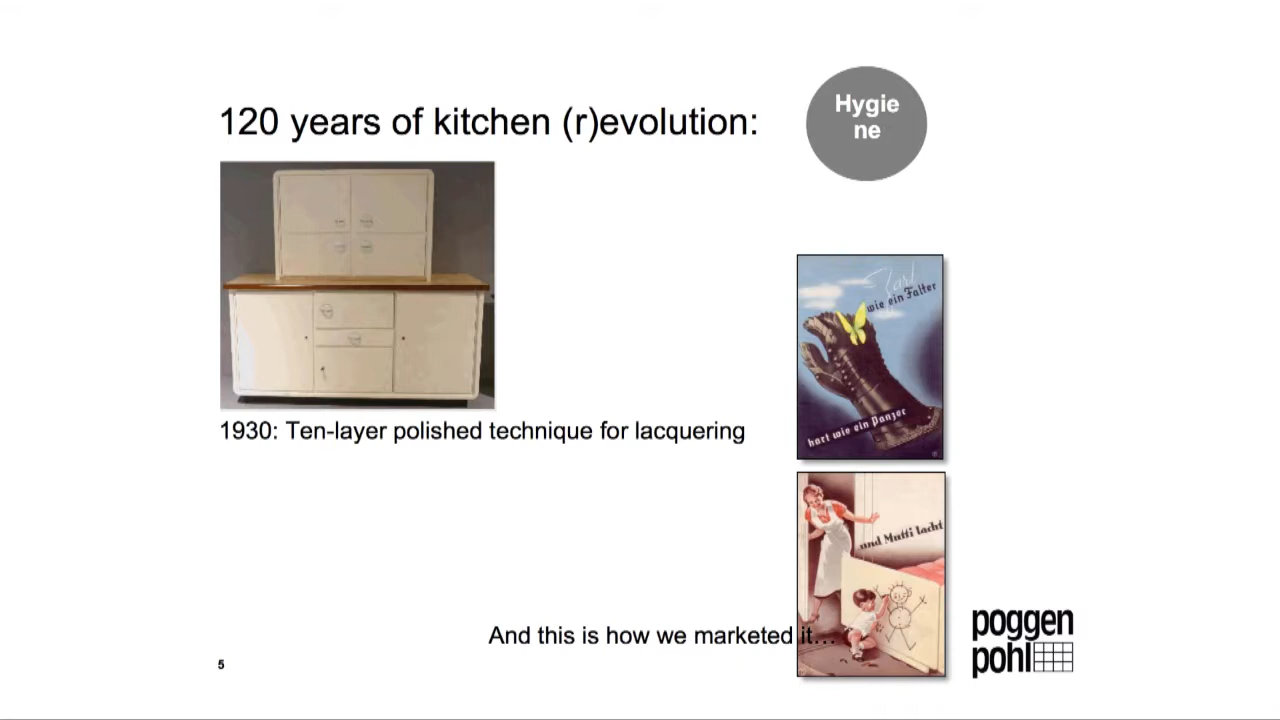 120 years of kitchen (r)evolution:
Hygie
ne
Zart
wie ein Falter
hart wie ein Panzer
1930: Ten-layer polished technique for lacquering
und Mutti lacht
And this is how we marketed it…
poggen
pohl
5